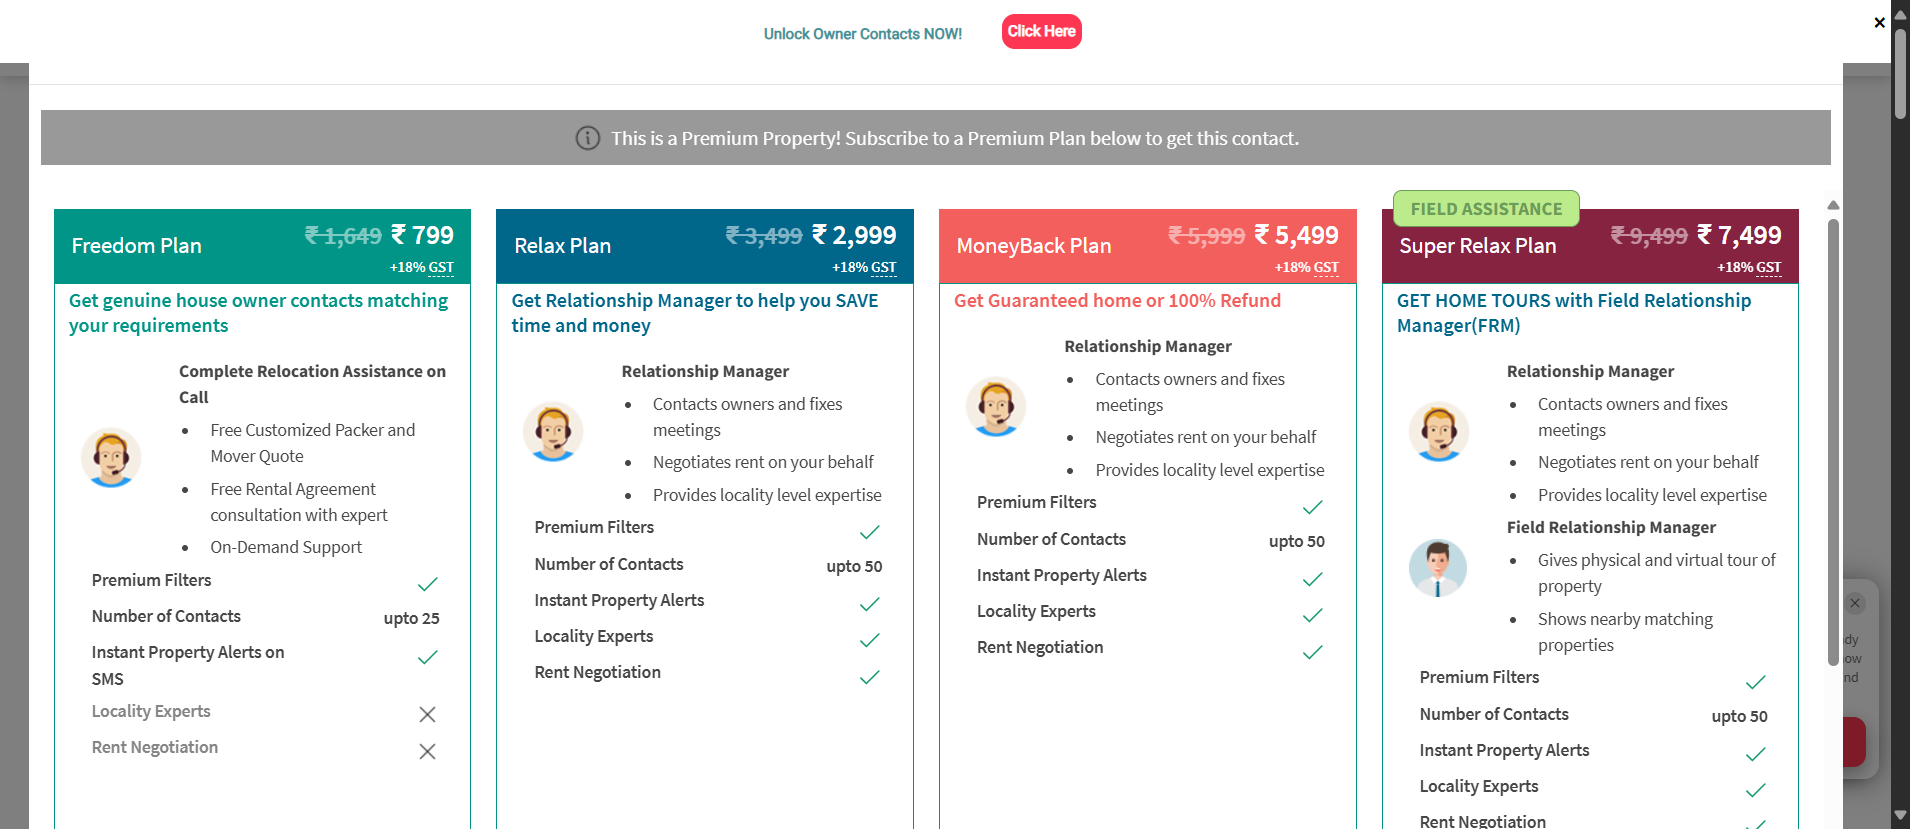 Unlock Owner Contacts NOW!
Click Here
×
This is a Premium Property! Subscribe to a Premium Plan below to get this contact.
Freedom Plan
₹ 1,649 ₹ 799
+18% GST
Get genuine house owner contacts matching
your requirements
Complete Relocation Assistance on
Call
• Free Customized Packer and
Mover Quote
• Free Rental Agreement
consultation with expert
• On-Demand Support
Premium Filters
Number of Contacts upto 25
Instant Property Alerts on
SMS
Locality Experts
Rent Negotiation
Relax Plan
₹ 3,499 ₹ 2,999
+18% GST
Get Relationship Manager to help you SAVE
time and money
Relationship Manager
• Contacts owners and fixes
meetings
• Negotiates rent on your behalf
• Provides locality level expertise
Premium Filters
Number of Contacts upto 50
Instant Property Alerts
Locality Experts
Rent Negotiation
MoneyBack Plan
₹ 5,999 ₹ 5,499
+18% GST
Get Guaranteed home or 100% Refund
Relationship Manager
• Contacts owners and fixes
meetings
• Negotiates rent on your behalf
• Provides locality level expertise
Premium Filters
Number of Contacts upto 50
Instant Property Alerts
Locality Experts
Rent Negotiation
FIELD ASSISTANCE
Super Relax Plan
₹ 9,499 ₹ 7,499
+18% GST
GET HOME TOURS with Field Relationship
Manager(FRM)
Relationship Manager
• Contacts owners and fixes
meetings
• Negotiates rent on your behalf
• Provides locality level expertise
Field Relationship Manager
• Gives physical and virtual tour of
property
• Shows nearby matching
properties
Premium Filters
Number of Contacts upto 50
Instant Property Alerts
Locality Experts
Rent Negotiation